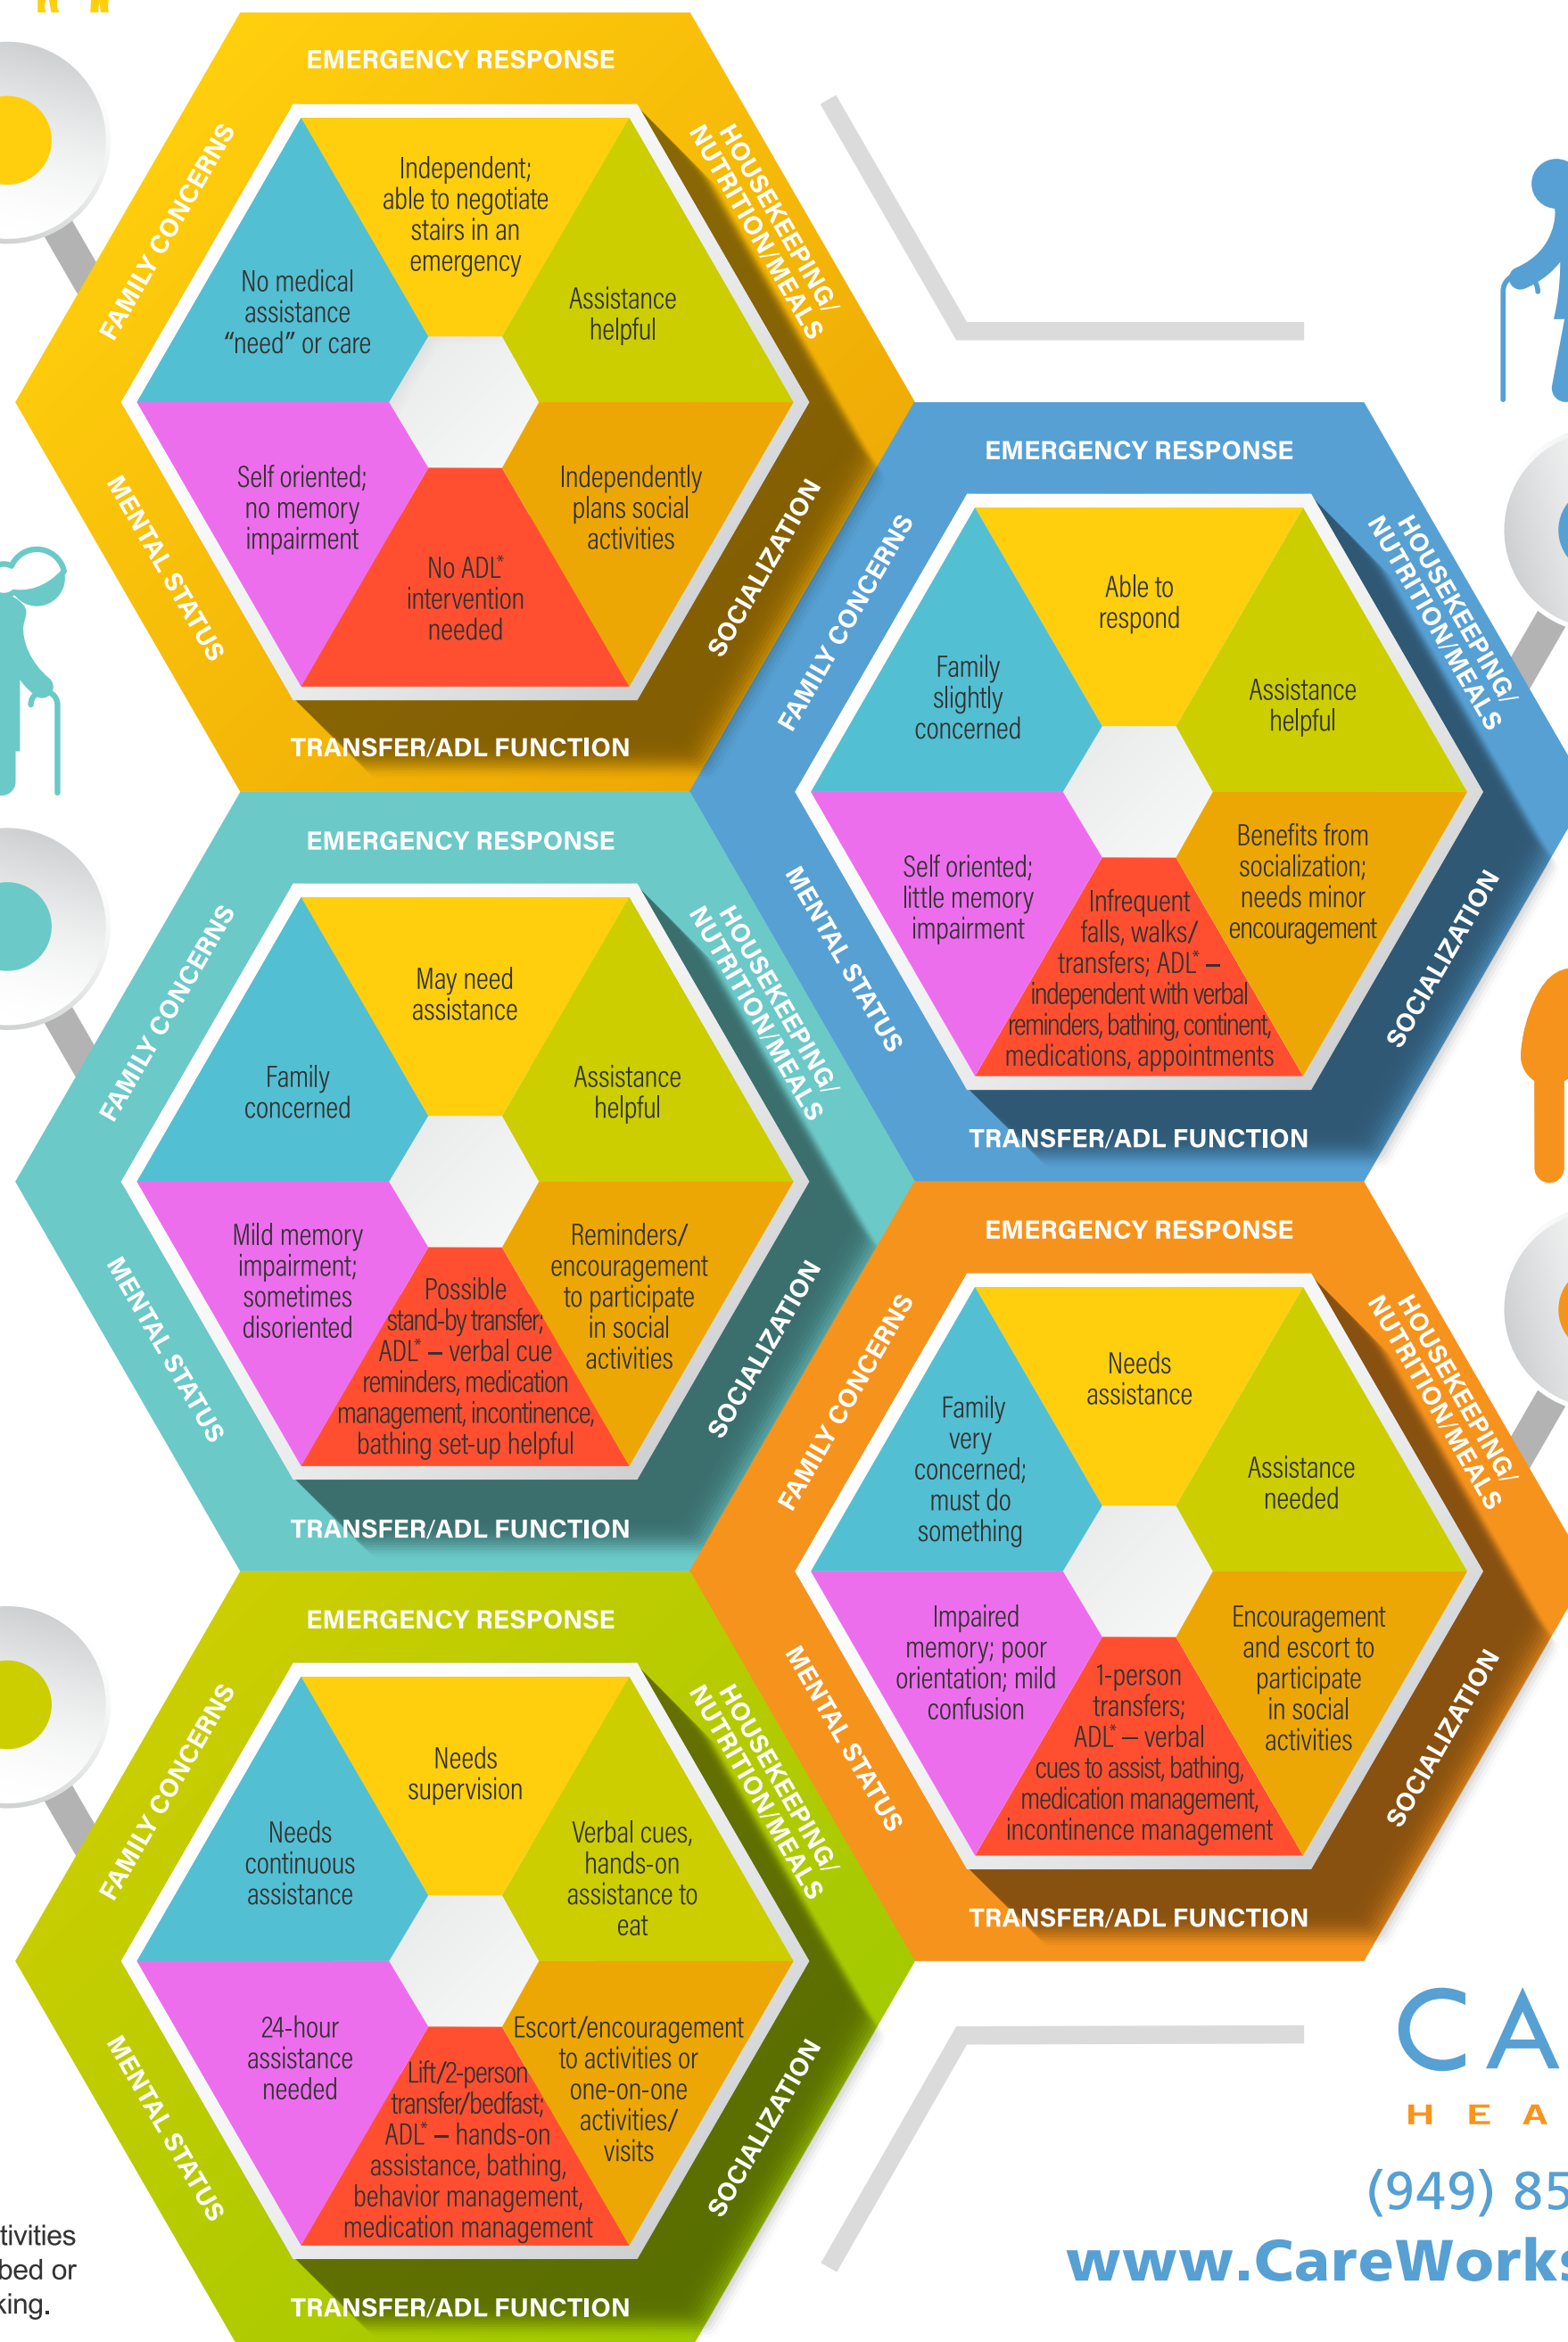 EMERGENCY RESPONSE
HOUSEKEEPING/
NUTRITION/MEALS
FAMILY CONCERNS
Independent;
able to negotiate
stairs in an
emergency
No medical
assistance
“need” or care
Assistance
helpful
Self oriented;
no memory
impairment
Independently
plans social
activities
No ADL*
intervention
needed
MENTAL STATUS
SOCIALIZATION
TRANSFER/ADL FUNCTION
EMERGENCY RESPONSE
HOUSEKEEPING/
NUTRITION/MEALS
FAMILY CONCERNS
Able to
respond
Family
slightly
concerned
Assistance
helpful
Self oriented;
little memory
impairment
Benefits from
socialization;
needs minor
encouragement
Infrequent
falls, walks/
transfers; ADL* –
independent with verbal
reminders, bathing, continent,
medications, appointments
MENTAL STATUS
SOCIALIZATION
TRANSFER/ADL FUNCTION
EMERGENCY RESPONSE
HOUSEKEEPING/
NUTRITION/MEALS
FAMILY CONCERNS
May need
assistance
Family
concerned
Assistance
helpful
Mild memory
impairment;
sometimes
disoriented
Reminders/
encouragement
to participate
in social
activities
Possible
stand-by transfer;
ADL* – verbal cue
reminders, medication
management, incontinence,
bathing set-up helpful
MENTAL STATUS
SOCIALIZATION
TRANSFER/ADL FUNCTION
EMERGENCY RESPONSE
HOUSEKEEPING/
NUTRITION/MEALS
FAMILY CONCERNS
Needs
assistance
Family
very
concerned;
must do
something
Assistance
needed
Impaired
memory; poor
orientation; mild
confusion
Encouragement
and escort to
participate
in social
activities
1-person
transfers;
ADL* – verbal
cues to assist, bathing,
medication management,
incontinence management
MENTAL STATUS
SOCIALIZATION
TRANSFER/ADL FUNCTION
EMERGENCY RESPONSE
HOUSEKEEPING/
NUTRITION/MEALS
FAMILY CONCERNS
Needs
supervision
Needs
continuous
assistance
Verbal cues,
hands-on
assistance to
eat
24-hour
assistance
needed
Escort/encouragement
to activities or
one-on-one
activities/
visits
Lift/2-person
transfer/bedfast;
ADL* – hands-on
assistance, bathing,
behavior management,
medication management
MENTAL STATUS
SOCIALIZATION
TRANSFER/ADL FUNCTION
tivities
bed or
king.
CA
HEA
(949) 85
www.CareWorks